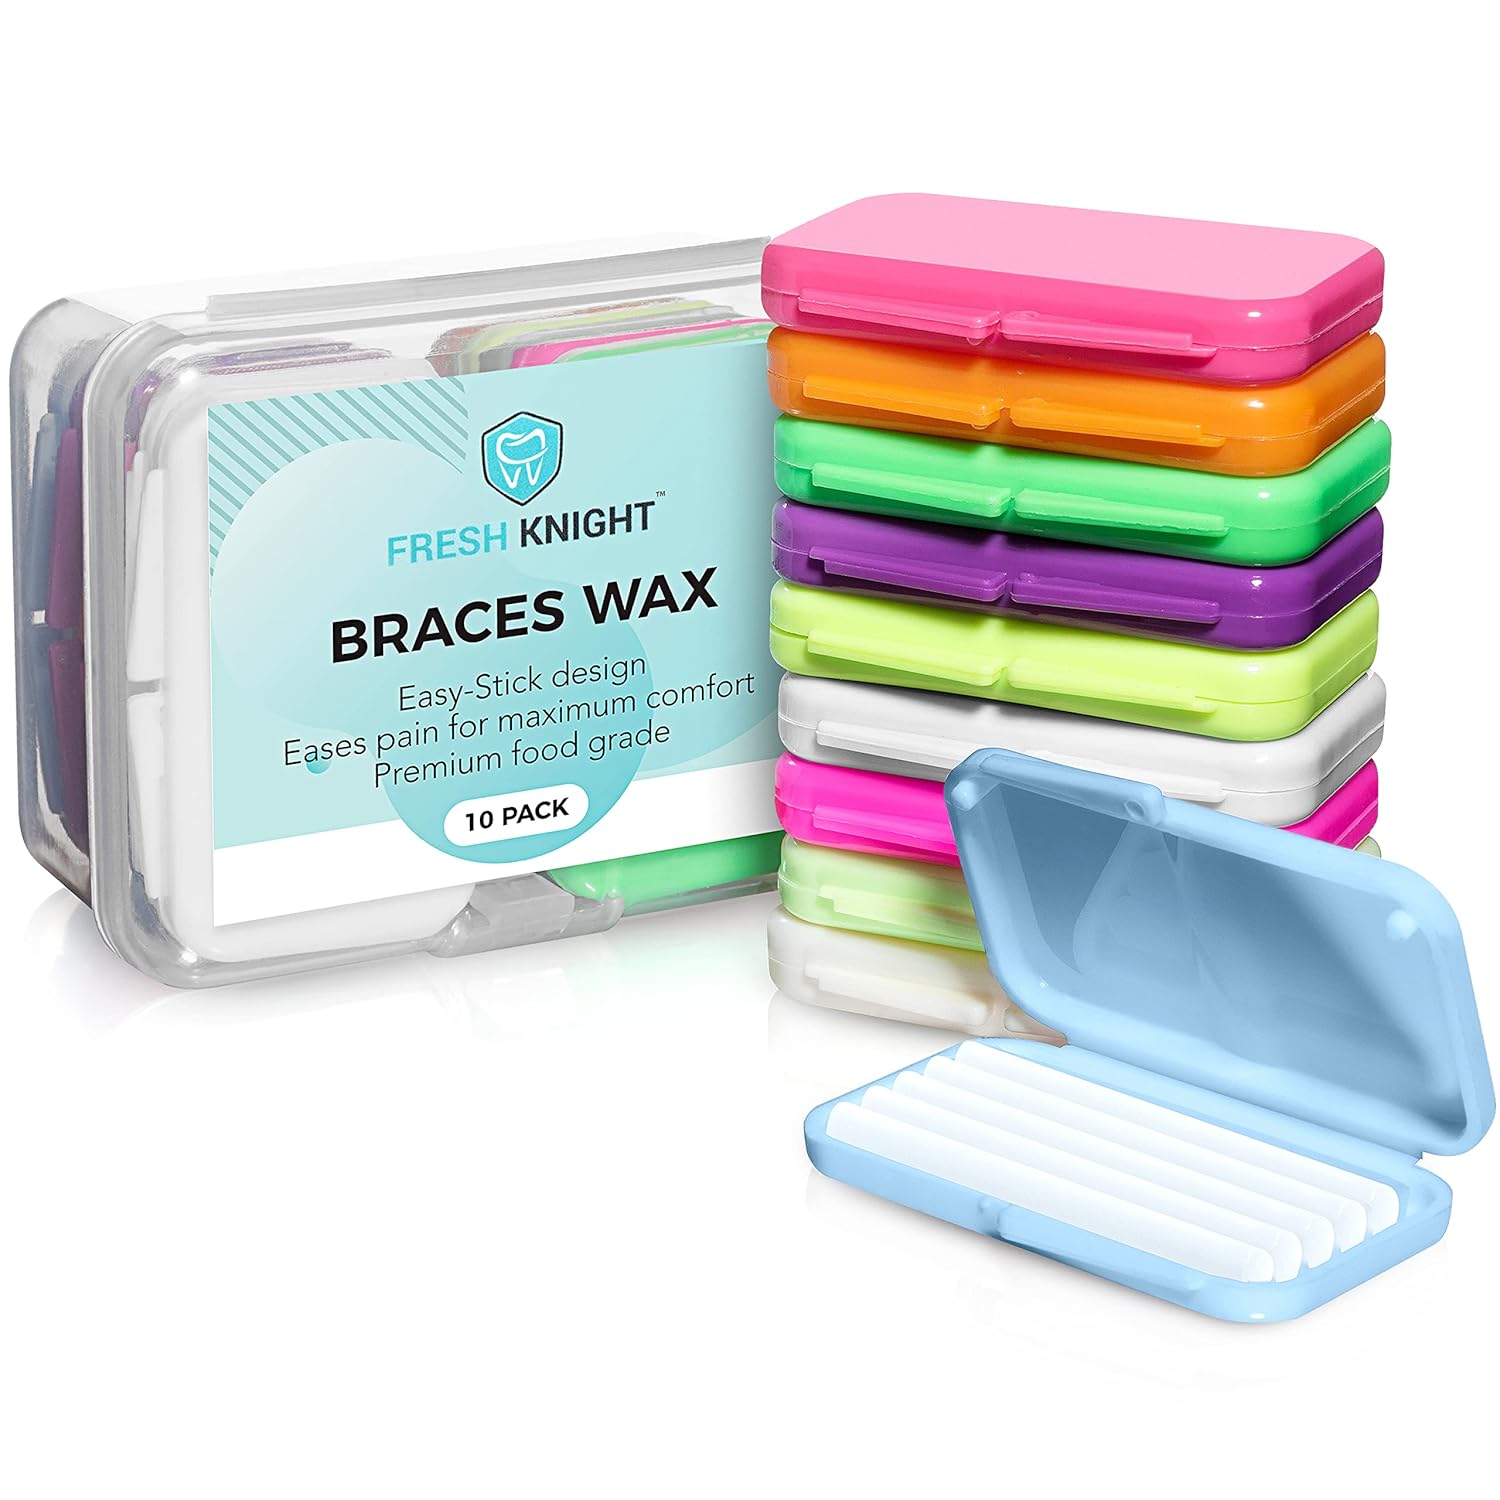 FRESH KNIGHT™
BRACES WAX
Easy-Stick design
Eases pain for maximum comfort
Premium food grade
10 PACK